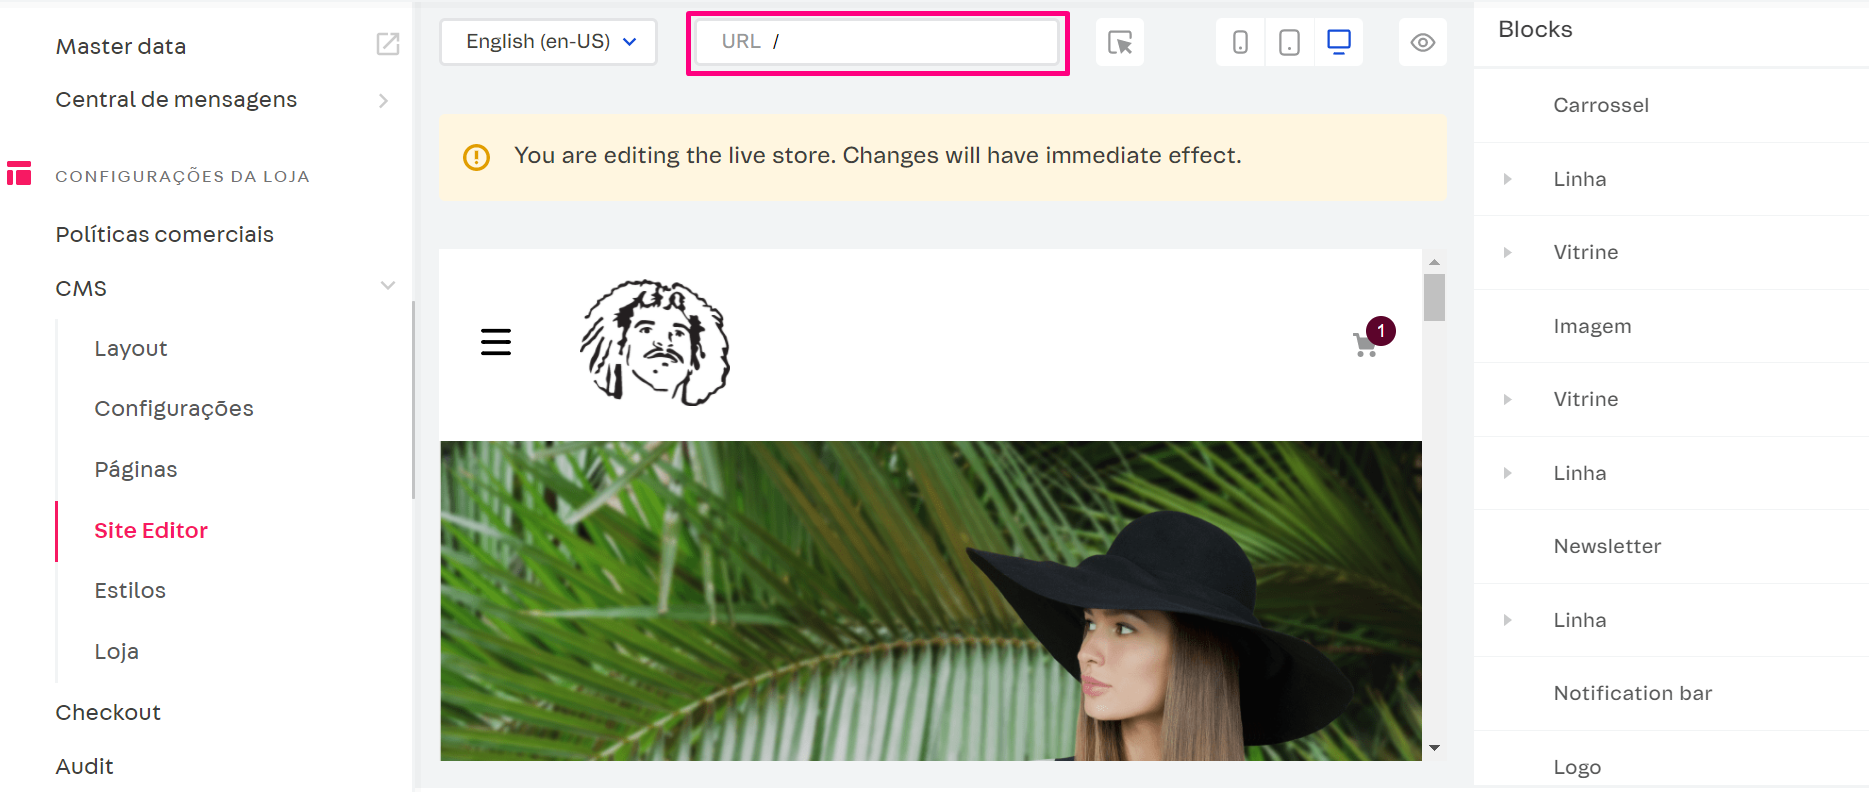 Master data
Central de mensagens
CONFIGURAÇÕES DA LOJA
Políticas comerciais
CMS
Layout
Configurações
Páginas
Site Editor
Estilos
Loja
Checkout
Audit
English (en-US)
URL /
You are editing the live store. Changes will have immediate effect.
1
Blocks
Carrossel
Linha
Vitrine
Imagem
Vitrine
Linha
Newsletter
Linha
Notification bar
Logo